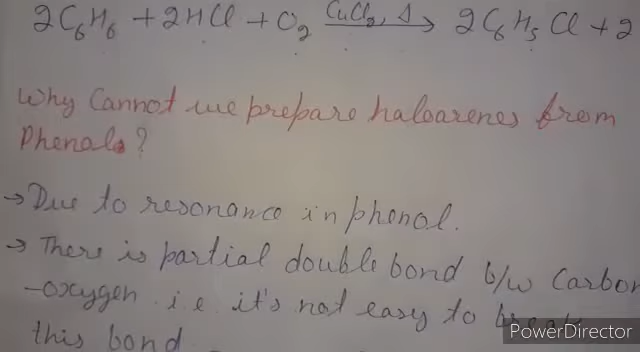 2C₆H₆ + 2HCl + O₂ CuCl₂, Δ → 2C₆H₅Cl + 2
Why Cannot we prepare haloarenes from
Phenols?
→ Due to resonance in phenol.
→ There is partial double bond b/w Carbon
-oxygen i.e. it's not easy to break
this bond
PowerDirector